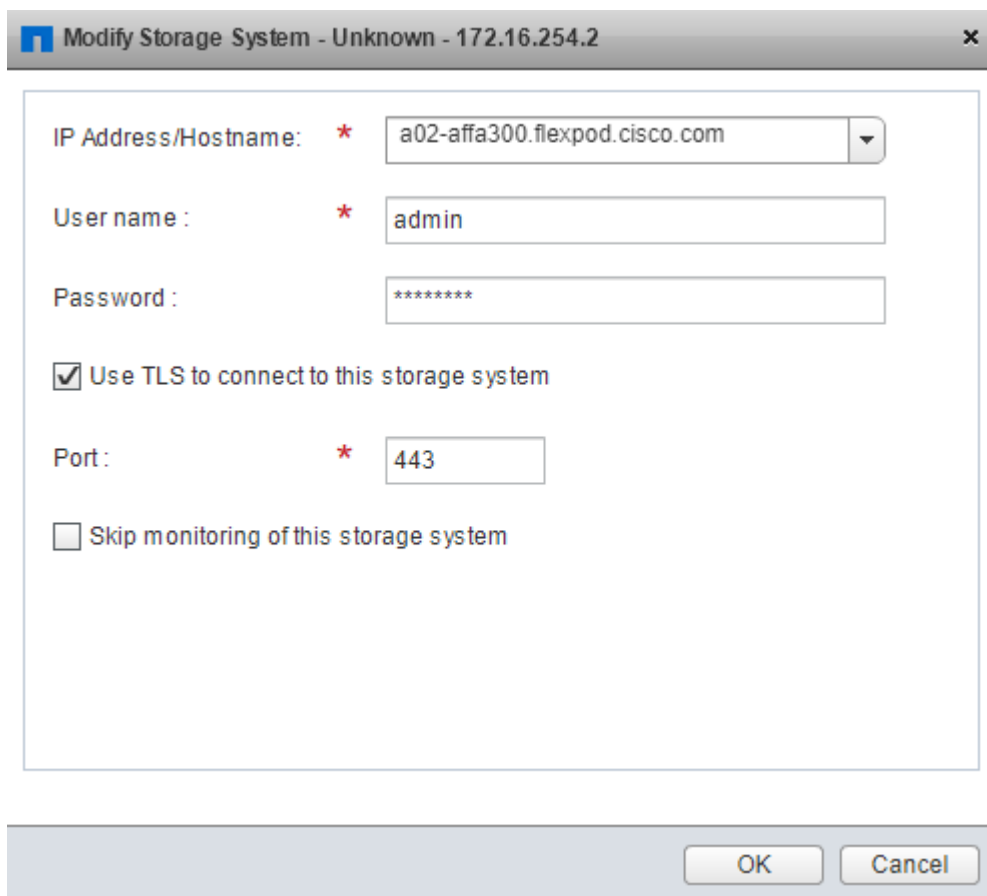 Modify Storage System - Unknown - 172.16.254.2 ×
IP Address/Hostname: * a02-affa300.flexpod.cisco.com
User name : * admin
Password : ********
Use TLS to connect to this storage system
Port : * 443
Skip monitoring of this storage system
OK Cancel